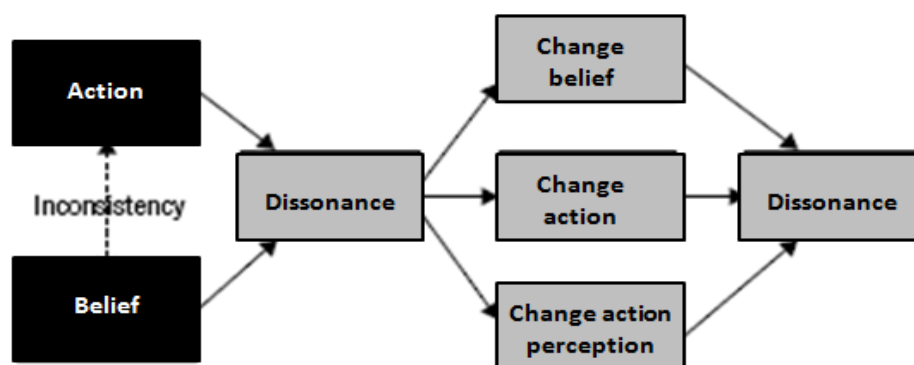 Action
Inconsistency
Belief
Dissonance
Change
belief
Change
action
Change action
perception
Dissonance